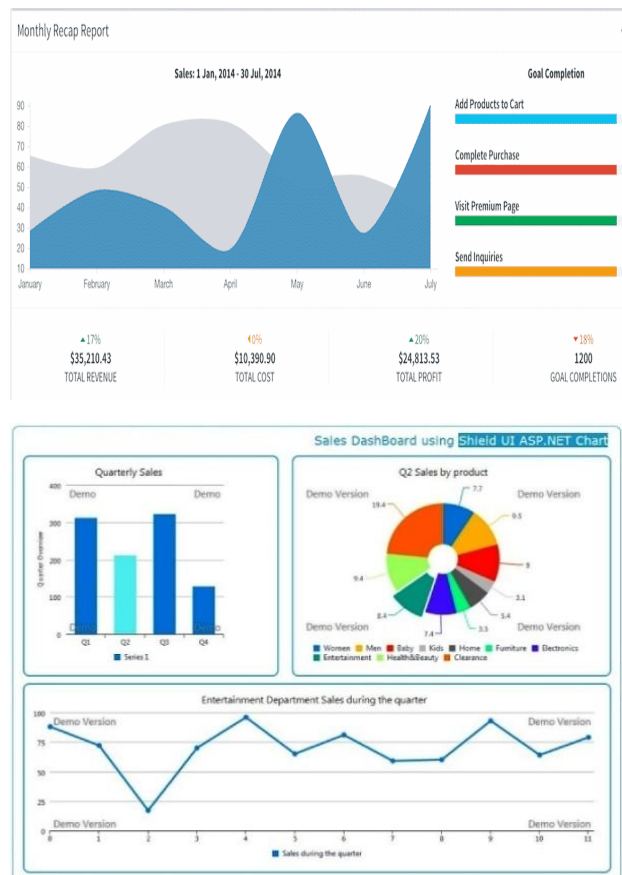 Monthly Recap Report
Sales: 1 Jan, 2014 - 30 Jul, 2014
Goal Completion
90
80
70
60
50
40
30
20
10
January February March April May June July
Add Products to Cart
Complete Purchase
Visit Premium Page
Send Inquiries
17% 0% 20% 18%
$35,210.43 $10,390.90 $24,813.53 1200
TOTAL REVENUE TOTAL COST TOTAL PROFIT GOAL COMPLETIONS
Sales DashBoard using Shield UI ASP.NET Chart
Quarterly Sales
Demo Demo
Quarter Overview
400
300
200
100
0
Demo Demo
Q1 Q2 Q3 Q4
Series 1
Q2 Sales by product
Demo Version Demo Version
7.7
9.5
9
3.1
5.4
3.5
7.4
8.4
9.4
19.4
Demo Version Demo Version
Women Men Baby Kids Home Furniture Electronics
Entertainment Health&Beauty Clearance
Entertainment Department Sales during the quarter
100
Demo Version Demo Version
75
50
25
Demo Version Demo Version
0
0 1 2 3 4 5 6 7 8 9 10 11
Sales during the quarter